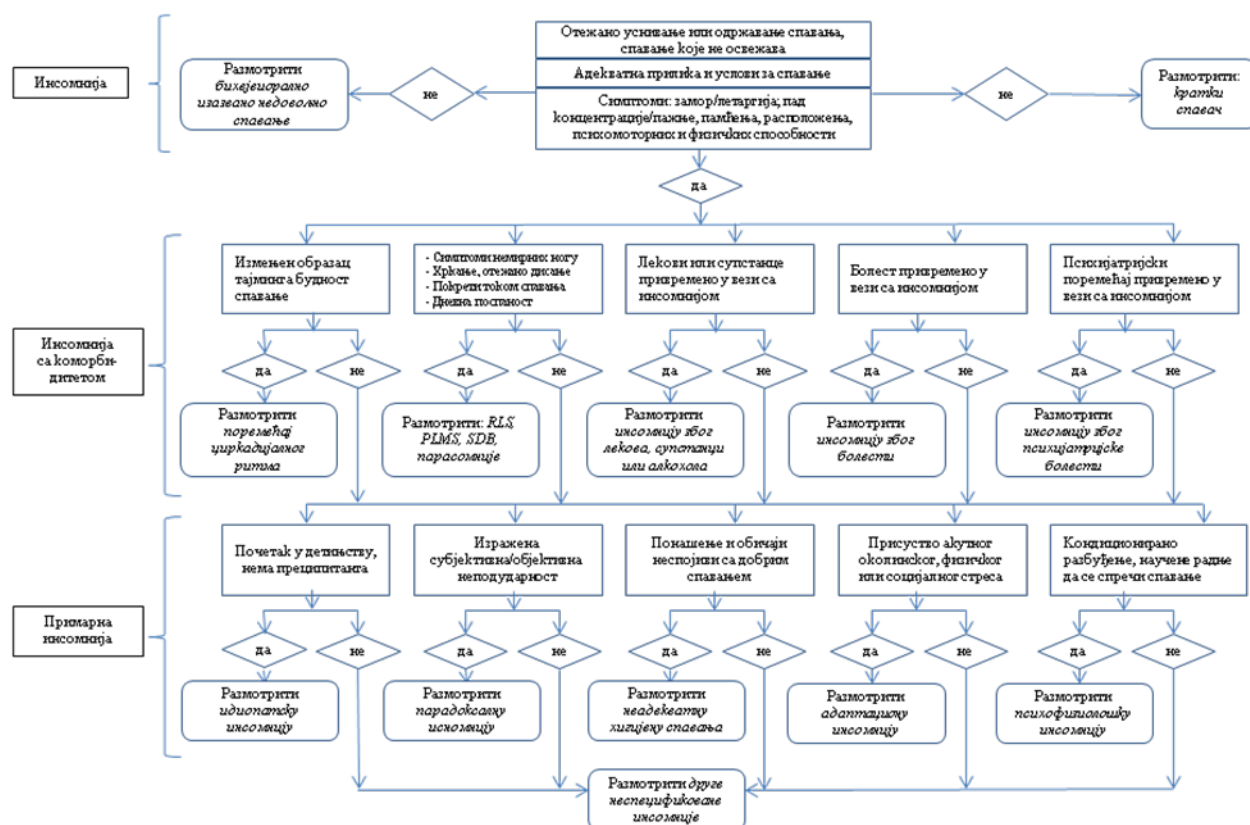 Отежано уснивање или одржавање спавања,
спавање које не освежава
Инсомнија
Размотрити
бихејвиорално
изазвано недовољно
спавање
не
Адекватна прилика и услови за спавање
Симптоми: замор/летаргија; пад
концентрације/пажње, памћења, расположења,
психомоторних и физичких способности
не
Размотрити:
кратки
спавач
да
Инсомнија
са коморби-
дитетом
Измењен образац
тајминга будност
спавање
- Симптоми немирних ногу
- Хркање, отежано дисање
- Покрети током спавања
- Дневна поспаност
Лекови или супстанце
привремено у вези са
инсомнијом
Болест привремено у
вези са инсомнијом
Психијатријски
поремећај привремено у
вези са инсомнијом
да
не
да
не
да
не
да
не
да
не
Размотрити
поремећај
циркадијалног
ритма
Размотрити: RLS,
PLMS, SDB,
парасомније
Размотрити
инсомнију због
лекова, супстанци
или алкохола
Размотрити
инсомнију због
болести
Размотрити
инсомнију због
психијатријске
болести
Примарна
инсомнија
Почетак у детинству,
нема преципитанта
Изражена
субјективна/објективна
неподударност
Понашење и обичаји
неспојиви са добрим
спавањем
Присуство акутног
околинског, физичког
или социјалног стреса
Кондиционирано
разбуђење, научене радње
да се спречи спавање
да
не
да
не
да
не
да
не
да
не
Размотрити
идиопатску
инсомнију
Размотрити
парадоксалну
исномнију
Размотрити
неадекватну
хигијену спавања
Размотрити
адаптациону
инсомнију
Размотрити
психофизиолошку
инсомнију
Размотрити друге
неспецификоване
инсомније